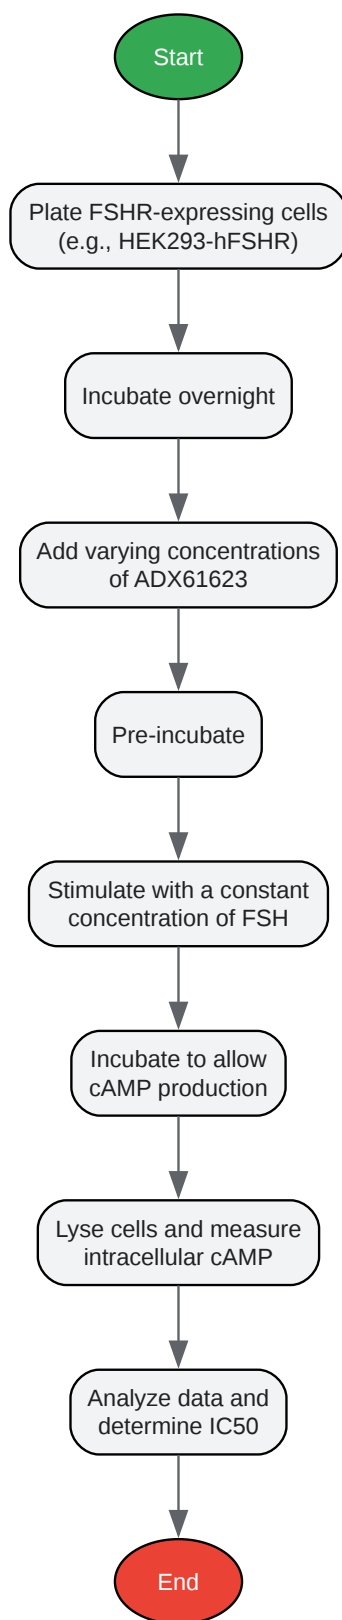 Start
Plate FSHR-expressing cells
(e.g., HEK293-hFSHR)
Incubate overnight
Add varying concentrations
of ADX61623
Pre-incubate
Stimulate with a constant
concentration of FSH
Incubate to allow
cAMP production
Lyse cells and measure
intracellular cAMP
Analyze data and
determine IC50
End